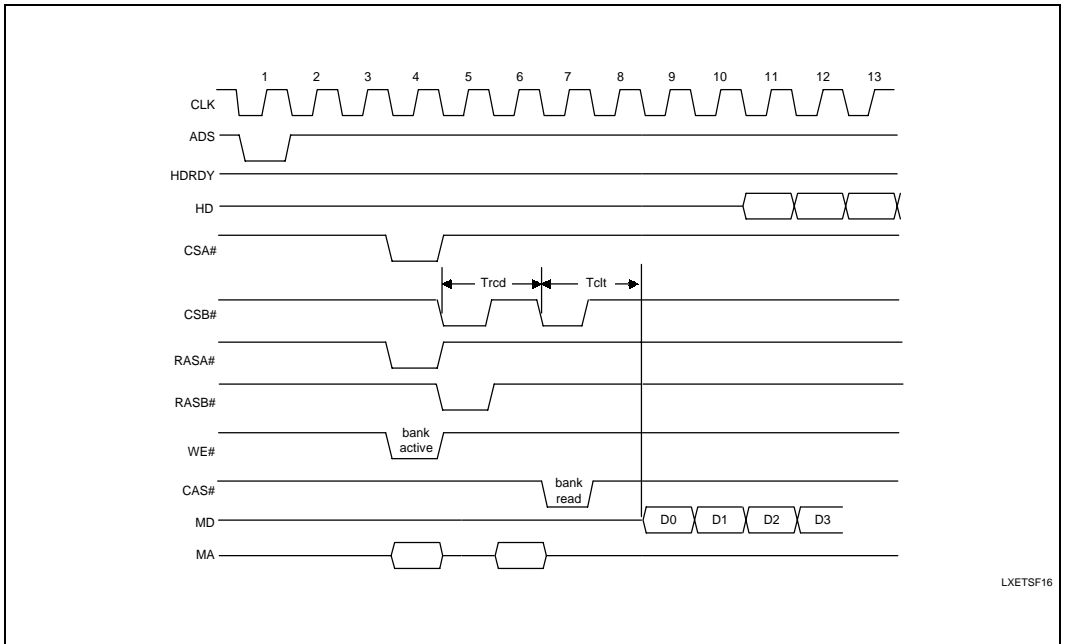 1 2 3 4 5 6 7 8 9 10 11 12 13
CLK
ADS
HDRDY
HD
CSA#
Trcd Tclt
CSB#
RASA#
RASB#
bank
active
WE#
CAS#
bank
read
MD
D0 D1 D2 D3
MA
LXETSF16